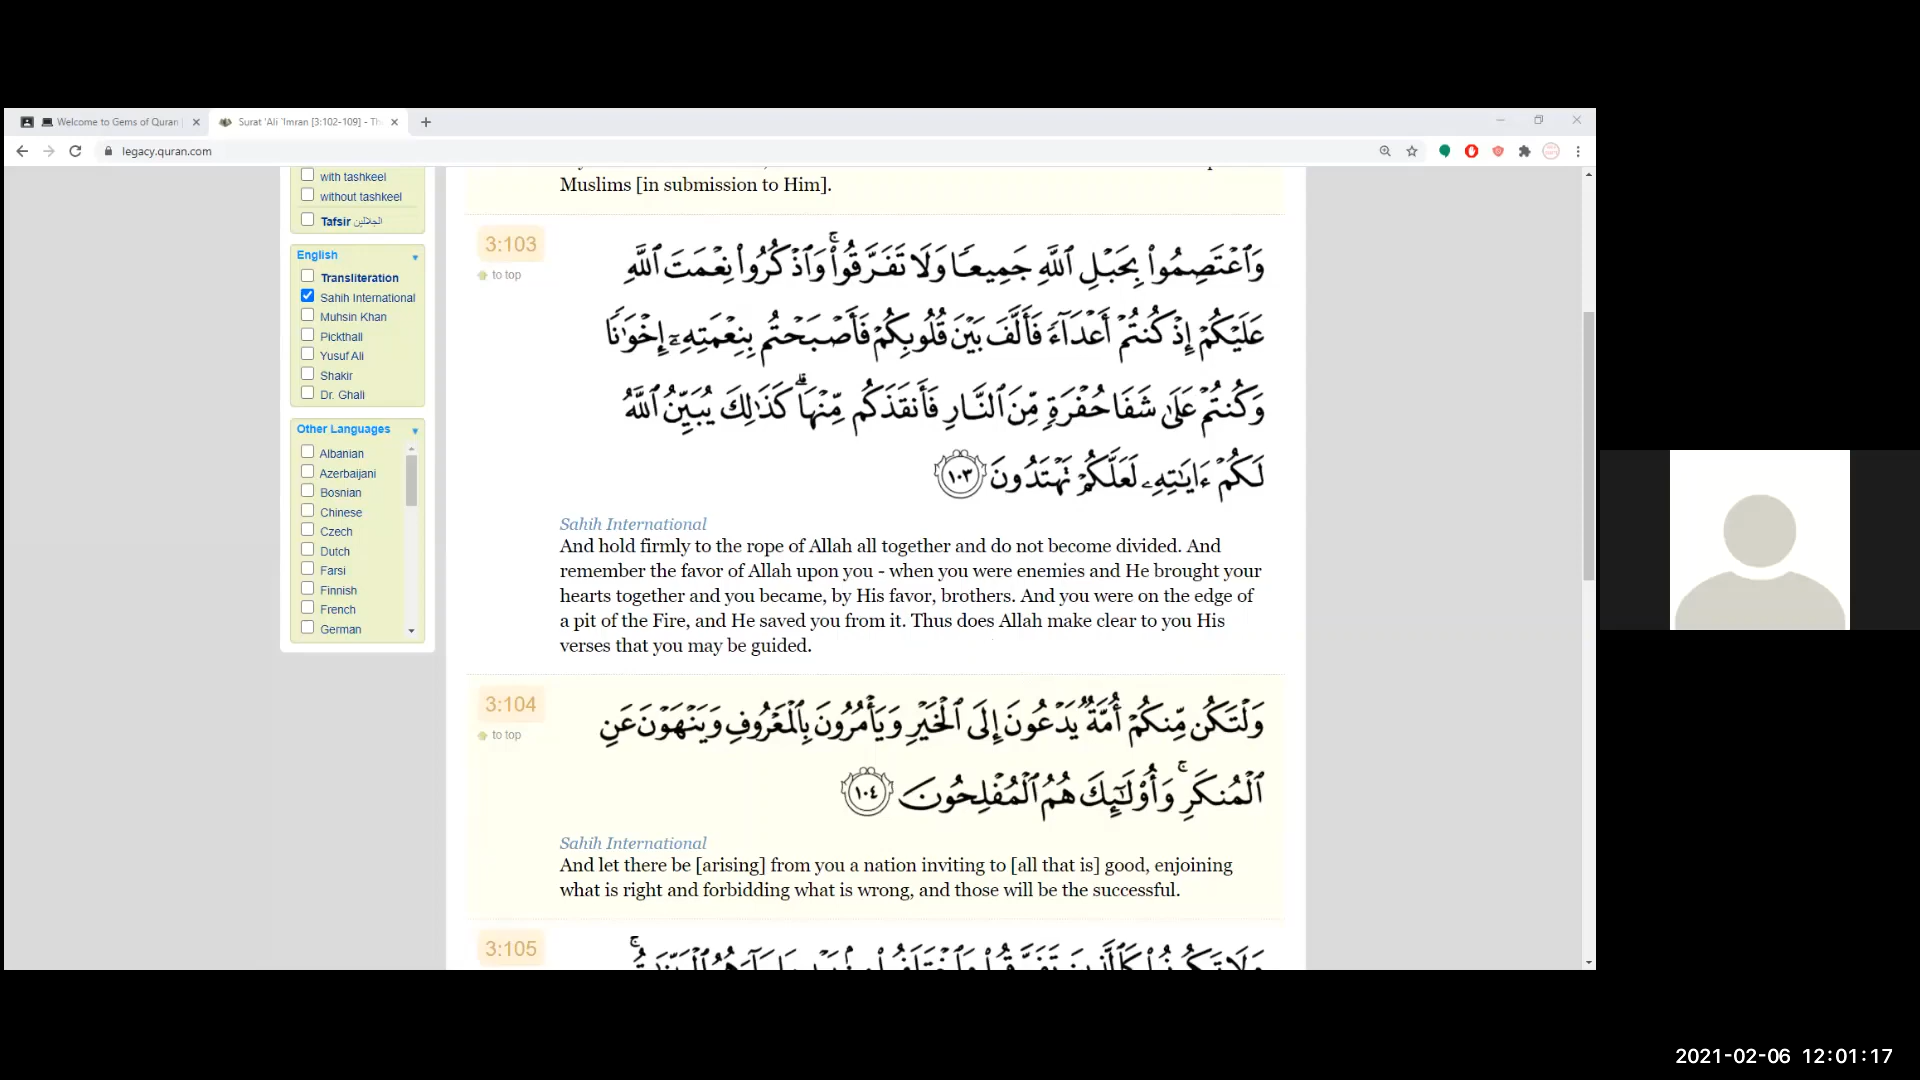 Welcome to Gems of Quran
Surat 'Ali 'Imran [3:102-109] - Th
legacy.quran.com
with tashkeel
without tashkeel
Tafsir الجلالين
English
Transliteration
Sahih International
Muhsin Khan
Pickthall
Yusuf Ali
Shakir
Dr. Ghali
Other Languages
Albanian
Azerbaijani
Bosnian
Chinese
Czech
Dutch
Farsi
Finnish
French
German
Muslims [in submission to Him].
3:103
to top
وَٱعْتَصِمُوا۟ بِحَبْلِ ٱللَّهِ جَمِيعًا وَلَا تَفَرَّقُوا۟ ۚ وَٱذْكُرُوا۟ نِعْمَتَ ٱللَّهِ
عَلَيْكُمْ إِذْ كُنتُمْ أَعْدَآءً فَأَلَّفَ بَيْنَ قُلُوبِكُمْ فَأَصْبَحْتُم بِنِعْمَتِهِۦٓ إِخْوَٰنًا
وَكُنتُمْ عَلَىٰ شَفَا حُفْرَةٍ مِّنَ ٱلنَّارِ فَأَنقَذَكُم مِّنْهَا ۗ كَذَٰلِكَ يُبَيِّنُ ٱللَّهُ
لَكُمْ ءَايَٰتِهِۦ لَعَلَّكُمْ تَهْتَدُونَ ١٠٣
Sahih International
And hold firmly to the rope of Allah all together and do not become divided. And
remember the favor of Allah upon you - when you were enemies and He brought your
hearts together and you became, by His favor, brothers. And you were on the edge of
a pit of the Fire, and He saved you from it. Thus does Allah make clear to you His
verses that you may be guided.
3:104
to top
وَلْتَكُن مِّنكُمْ أُمَّةٌ يَدْعُونَ إِلَى ٱلْخَيْرِ وَيَأْمُرُونَ بِٱلْمَعْرُوفِ وَيَنْهَوْنَ عَنِ
ٱلْمُنكَرِ ۚ وَأُو۟لَٰٓئِكَ هُمُ ٱلْمُفْلِحُونَ ١٠٤
Sahih International
And let there be [arising] from you a nation inviting to [all that is] good, enjoining
what is right and forbidding what is wrong, and those will be the successful.
3:105
2021-02-06 12:01:17